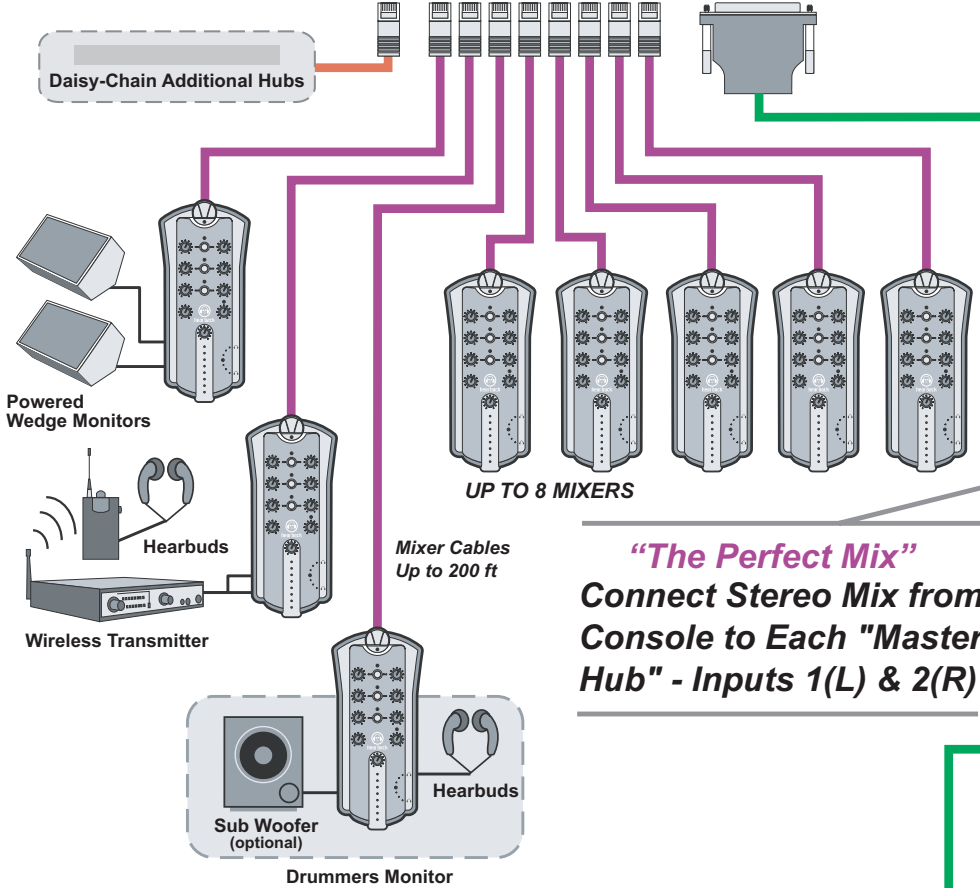 Daisy-Chain Additional Hubs
Powered
Wedge Monitors
UP TO 8 MIXERS
Hearbuds
Mixer Cables
Up to 200 ft
Wireless Transmitter
“The Perfect Mix”
Connect Stereo Mix from
Console to Each "Master
Hub" - Inputs 1(L) & 2(R)
Hearbuds
Sub Woofer
(optional)
Drummers Monitor